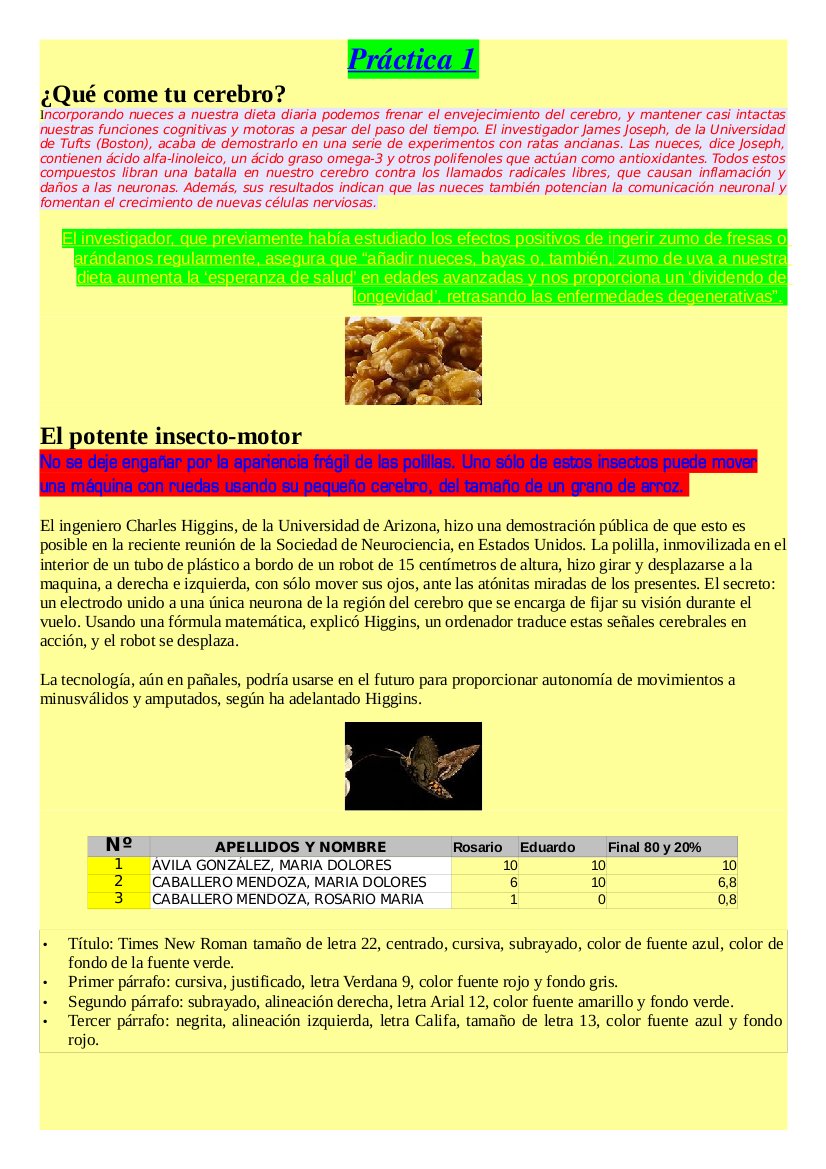 Práctica 1
¿Qué come tu cerebro?
Incorporando nueces a nuestra dieta diaria podemos frenar el envejecimiento del cerebro, y mantener casi intactas
nuestras funciones cognitivas y motoras a pesar del paso del tiempo. El investigador James Joseph, de la Universidad
de Tufts (Boston), acaba de demostrarlo en una serie de experimentos con ratas ancianas. Las nueces, dice Joseph,
contienen ácido alfa-linoleico, un ácido graso omega-3 y otros polifenoles que actúan como antioxidantes. Todos estos
compuestos libran una batalla en nuestro cerebro contra los llamados radicales libres, que causan inflamación y
daños a las neuronas. Además, sus resultados indican que las nueces también potencian la comunicación neuronal y
fomentan el crecimiento de nuevas células nerviosas.
El investigador, que previamente había estudiado los efectos positivos de ingerir zumo de fresas o
arándanos regularmente, asegura que “añadir nueces, bayas o, también, zumo de uva a nuestra
dieta aumenta la ‘esperanza de salud’ en edades avanzadas y nos proporciona un ‘dividendo de
longevidad’, retrasando las enfermedades degenerativas”.
El potente insecto-motor
No se deje engañar por la apariencia frágil de las polillas. Uno sólo de estos insectos puede mover
una máquina con ruedas usando su pequeño cerebro, del tamaño de un grano de arroz.
El ingeniero Charles Higgins, de la Universidad de Arizona, hizo una demostración pública de que esto es
posible en la reciente reunión de la Sociedad de Neurociencia, en Estados Unidos. La polilla, inmovilizada en el
interior de un tubo de plástico a bordo de un robot de 15 centímetros de altura, hizo girar y desplazarse a la
maquina, a derecha e izquierda, con sólo mover sus ojos, ante las atónitas miradas de los presentes. El secreto:
un electrodo unido a una única neurona de la región del cerebro que se encarga de fijar su visión durante el
vuelo. Usando una fórmula matemática, explicó Higgins, un ordenador traduce estas señales cerebrales en
acción, y el robot se desplaza.
La tecnología, aún en pañales, podría usarse en el futuro para proporcionar autonomía de movimientos a
minusválidos y amputados, según ha adelantado Higgins.
Nº APELLIDOS Y NOMBRE Rosario Eduardo Final 80 y 20%
1 ÁVILA GONZÁLEZ, MARIA DOLORES 10 10 10
2 CABALLERO MENDOZA, MARIA DOLORES 6 10 6,8
3 CABALLERO MENDOZA, ROSARIO MARIA 1 0 0,8
• Título: Times New Roman tamaño de letra 22, centrado, cursiva, subrayado, color de fuente azul, color de
fondo de la fuente verde.
• Primer párrafo: cursiva, justificado, letra Verdana 9, color fuente rojo y fondo gris.
• Segundo párrafo: subrayado, alineación derecha, letra Arial 12, color fuente amarillo y fondo verde.
• Tercer párrafo: negrita, alineación izquierda, letra Califa, tamaño de letra 13, color fuente azul y fondo
rojo.